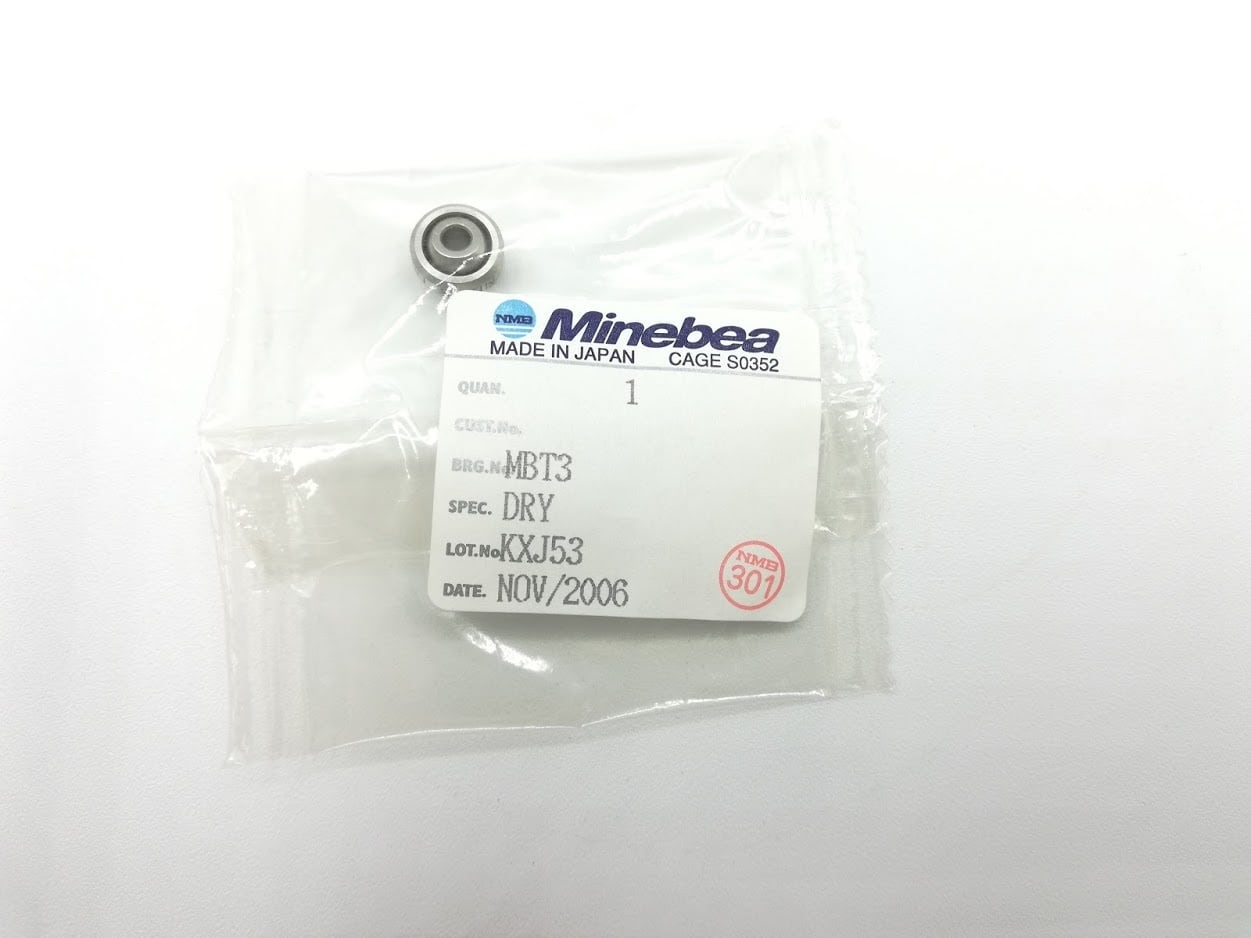 NMB Minebea
MADE IN JAPAN CAGE S0352
QUAN. 1
CUST.No.
BRG.No MBT3
SPEC. DRY
LOT.No. KXJ53
DATE. NOV/2006
NMB
301